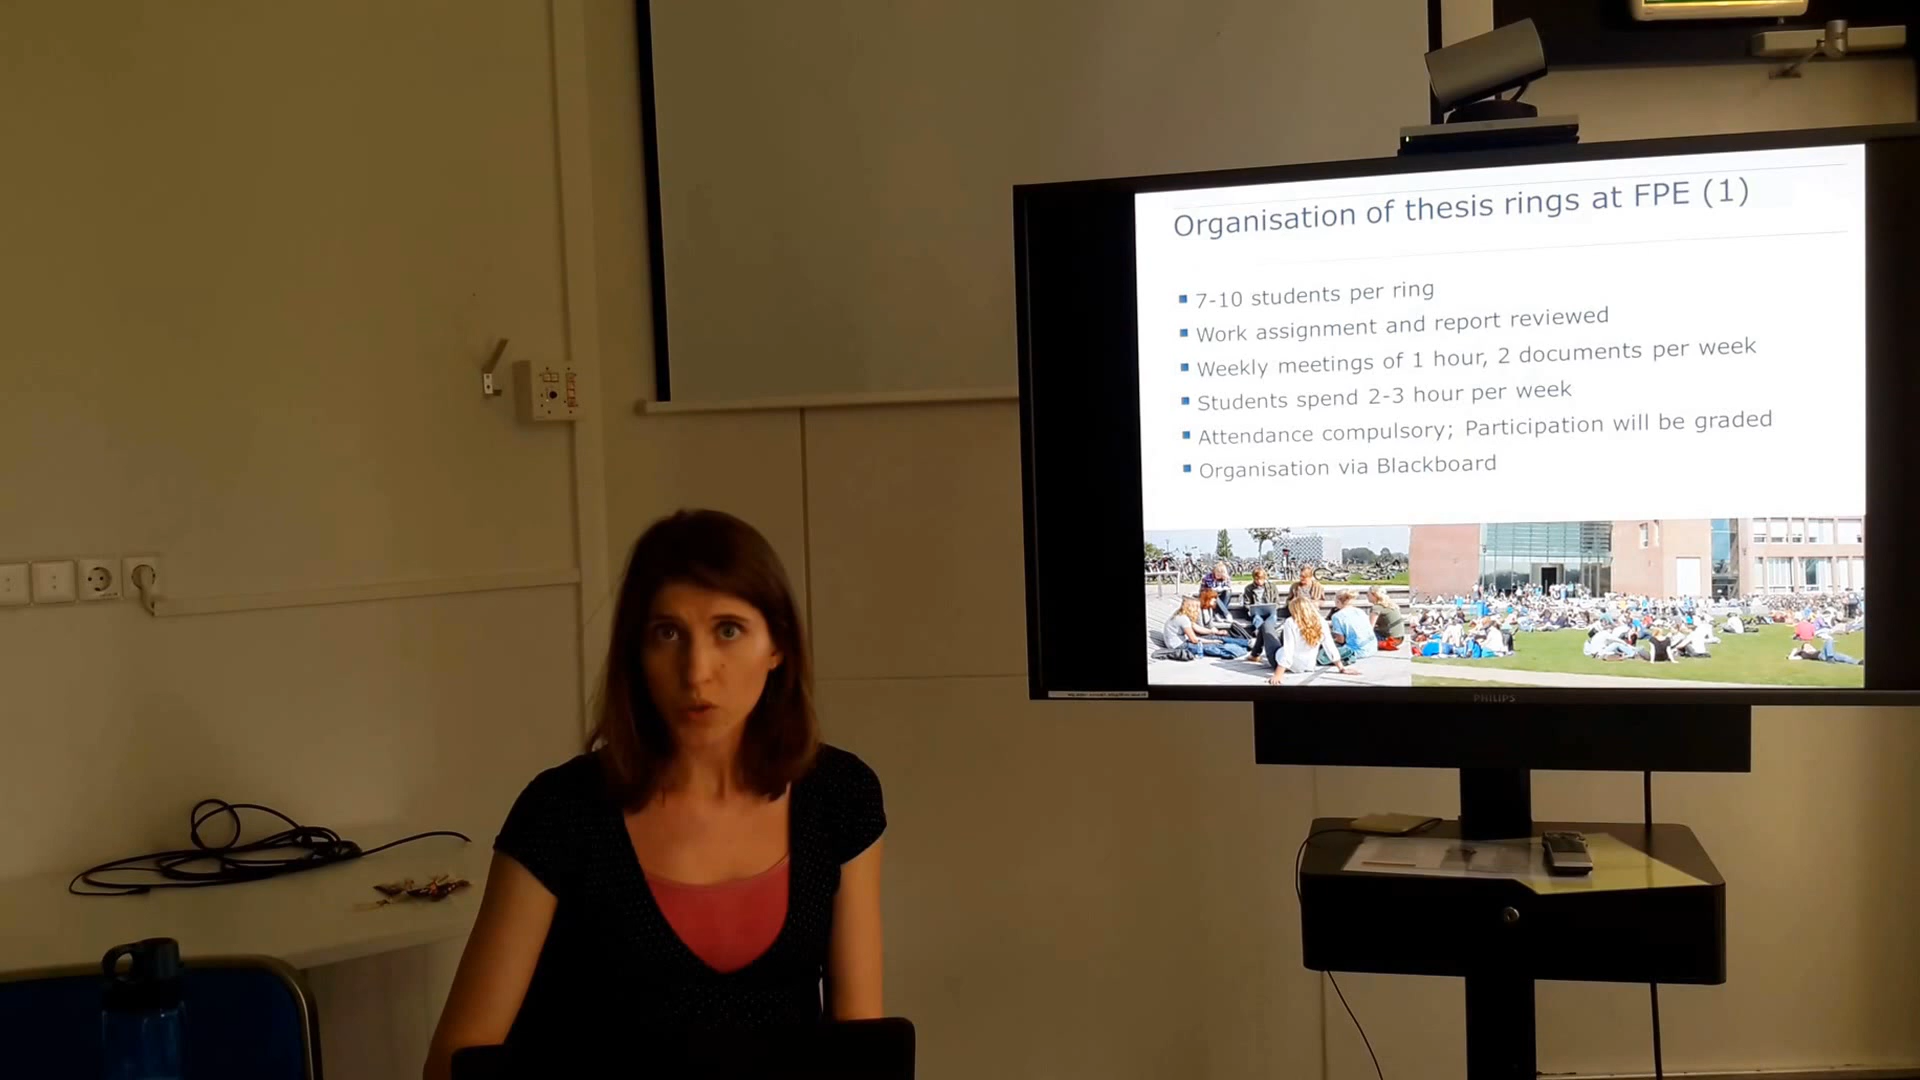 Organisation of thesis rings at FPE (1)
7-10 students per ring
Work assignment and report reviewed
Weekly meetings of 1 hour, 2 documents per week
Students spend 2-3 hour per week
Attendance compulsory; Participation will be graded
Organisation via Blackboard
PHILIPS